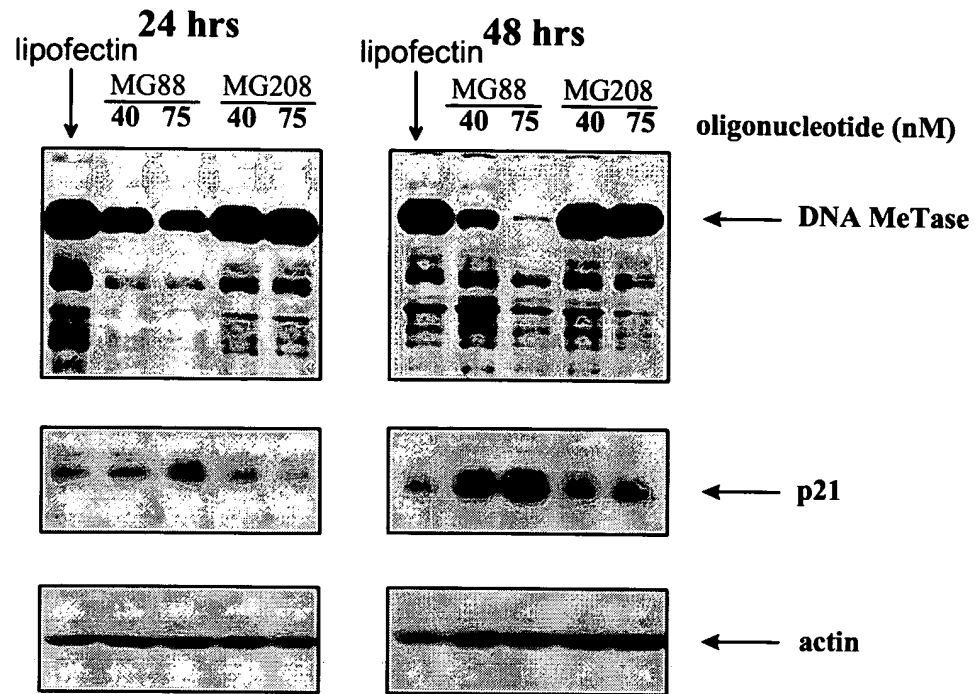 24 hrs
48 hrs
lipofectin
lipofectin
MG88
MG208
MG88
MG208
40 75 40 75
40 75 40 75
oligonucleotide (nM)
DNA MeTase
p21
actin